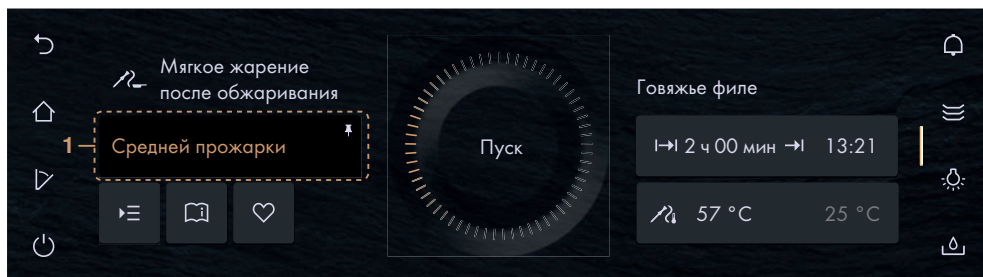 Мягкое жарение
после обжаривания
1
Средней прожарки
Пуск
Говяжье филе
2 ч 00 мин 13:21
57 °C 25 °C